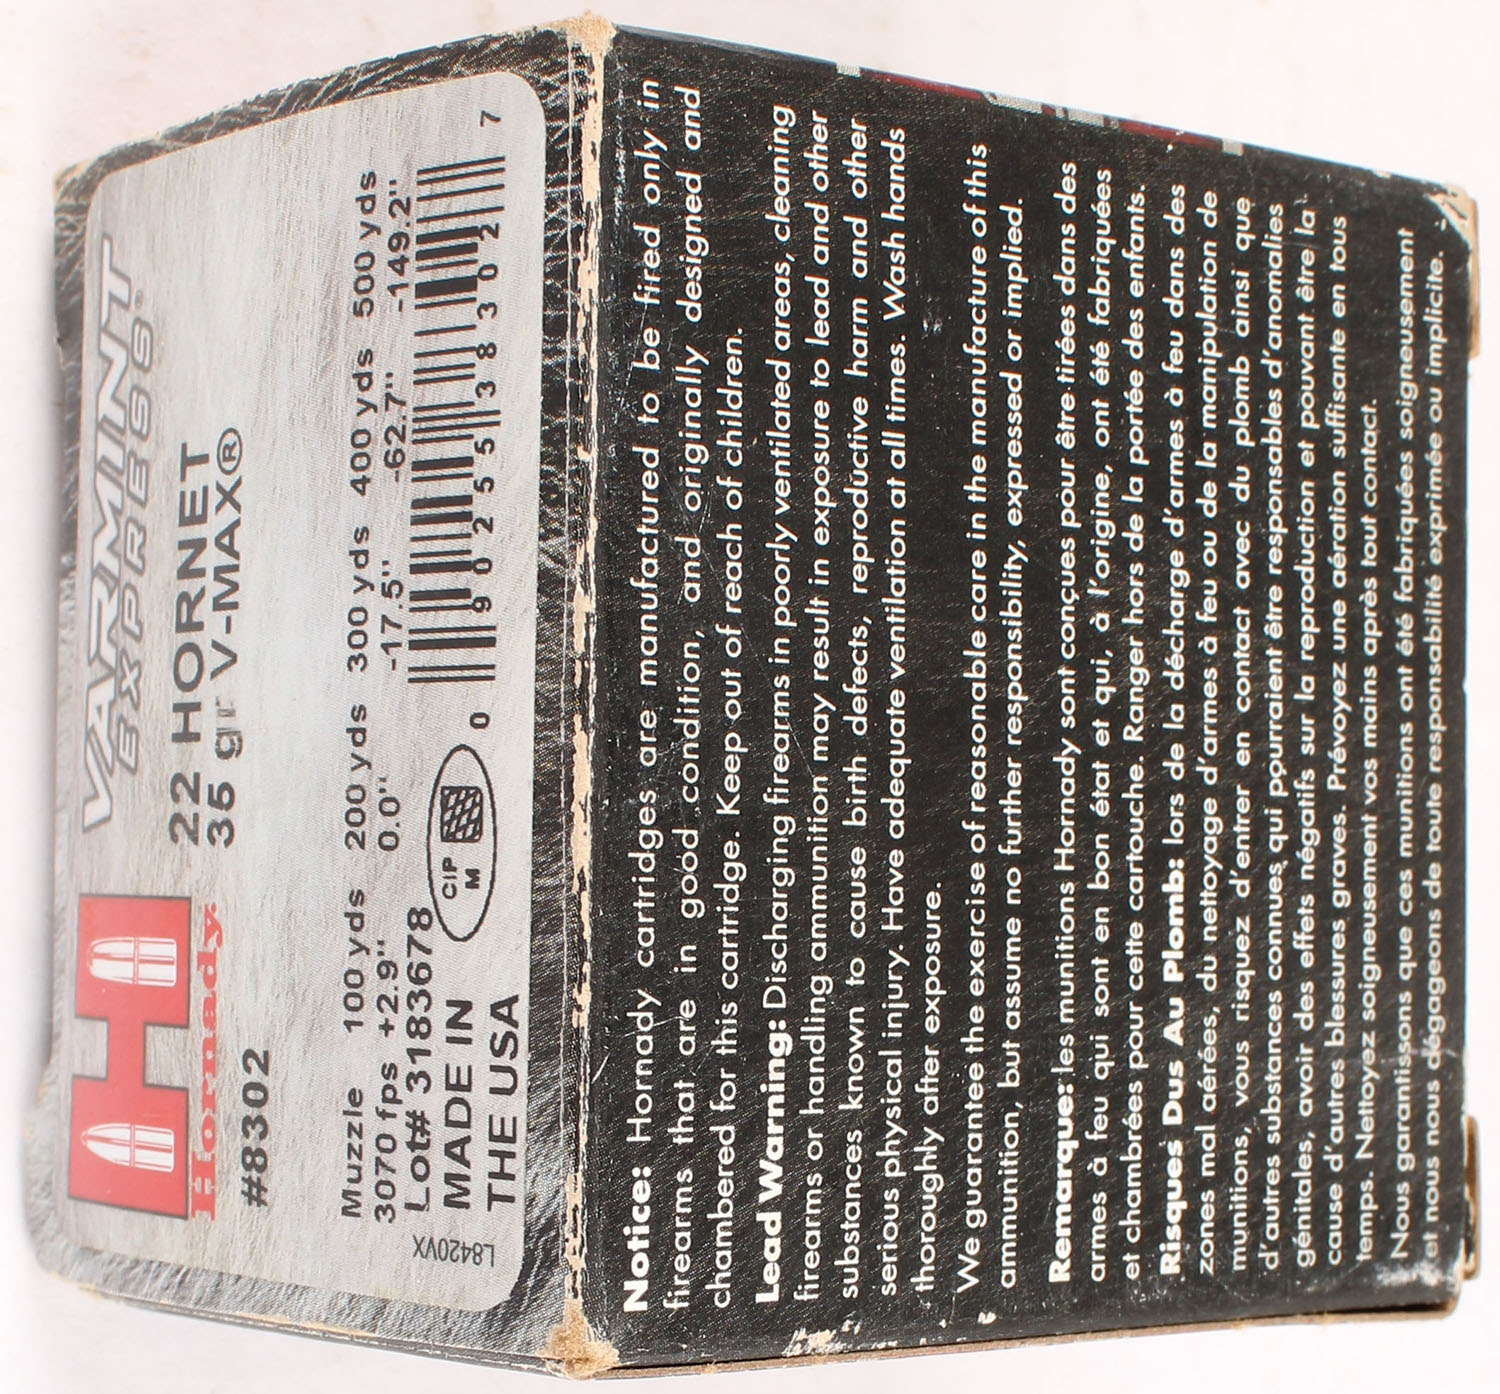 VARMINT
EXPRESS®
H
Hornady®
22 HORNET
35 gr V-MAX®
#8302
Muzzle 100 yds 200 yds 300 yds 400 yds 500 yds
3070 fps +2.9" 0.0" -17.5" -62.7" -149.2"
Lot# 3183678
MADE IN
THE USA
CIP
M
0 90255 38302 7
L8420VX
Notice: Hornady cartridges are manufactured to be fired only in
firearms that are in good condition, and originally designed and
chambered for this cartridge. Keep out of reach of children.
Lead Warning: Discharging firearms in poorly ventilated areas, cleaning
firearms or handling ammunition may result in exposure to lead and other
substances known to cause birth defects, reproductive harm and other
serious physical injury. Have adequate ventilation at all times. Wash hands
thoroughly after exposure.
We guarantee the exercise of reasonable care in the manufacture of this
ammunition, but assume no further responsibility, expressed or implied.
Remarque: les munitions Hornady sont conçues pour être tirées dans des
armes à feu qui sont en bon état et qui, à l'origine, ont été fabriquées
et chambrées pour cette cartouche. Ranger hors de la portée des enfants.
Risques Dus Au Plomb: lors de la décharge d'armes à feu dans des
zones mal aérées, du nettoyage d'armes à feu ou de la manipulation de
munitions, vous risquez d'entrer en contact avec du plomb ainsi que
d'autres substances connues, qui pourraient être responsables d'anomalies
génitales, avoir des effets négatifs sur la reproduction et pouvant être la
cause d'autres blessures graves. Prévoyez une aération suffisante en tous
temps. Nettoyez soigneusement vos mains après tout contact.
Nous garantissons que ces munitions ont été fabriquées soigneusement
et nous nous dégageons de toute responsabilité exprimée ou implicite.